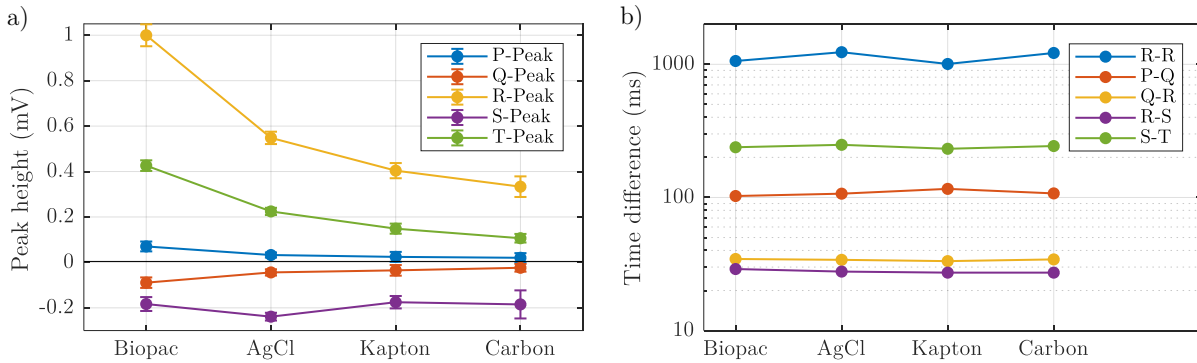 a)
Peak height (mV)
1
0.8
0.6
0.4
0.2
0
-0.2
Biopac AgCl Kapton Carbon
P-Peak
Q-Peak
R-Peak
S-Peak
T-Peak
b)
Time difference (ms)
1000
100
10
Biopac AgCl Kapton Carbon
R-R
P-Q
Q-R
R-S
S-T